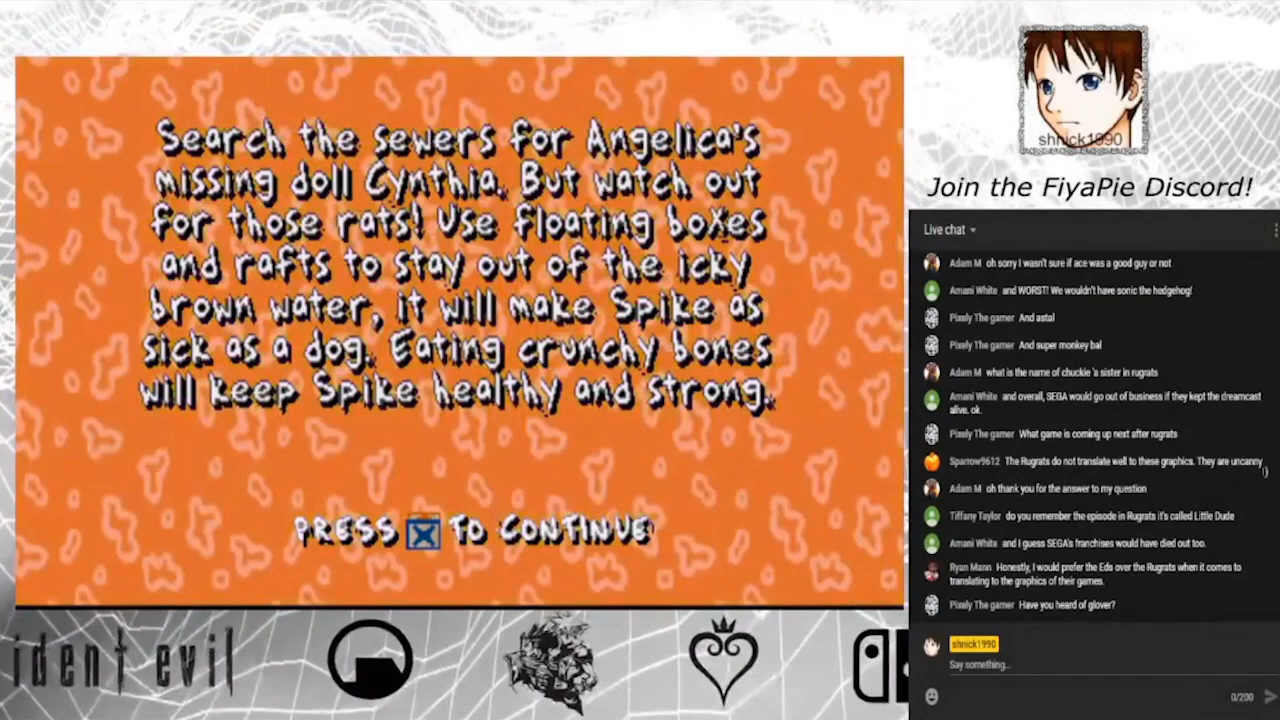 Search the sewers for Angelica's
missing doll Cynthia. But watch out
for those rats! Use floating boxes
and rafts to stay out of the icky
brown water, it will make Spike as
sick as a dog. Eating crunchy bones
will keep Spike healthy and strong.
PRESS X TO CONTINUE
ident evil
shnick1990
Join the FiyaPie Discord!
Live chat
Adam M oh sorry I wasn't sure if ace was a good guy or not
Amani White and WORST! We wouldn't have sonic the hedgehog!
Pixely The gamer And astal
Pixely The gamer And super monkey bal
Adam M what is the name of chuckie 'a sister in rugrats
Amani White and overall, SEGA would go out of business if they kept the dreamcast
alive. ok.
Pixely The gamer What game is coming up next after rugrats
Sparrow9612 The Rugrats do not translate well to these graphics. They are uncanny
Adam M oh thank you for the answer to my question
Tiffany Taylor do you remember the episode in Rugrats it's called Little Dude
Amani White and I guess SEGA's franchises would have died out too.
Ryan Mann Honestly, I would prefer the Eds over the Rugrats when it comes to
translating to the graphics of their games.
Pixely The gamer Have you heard of glover?
shnick1990
Say something...
0/200